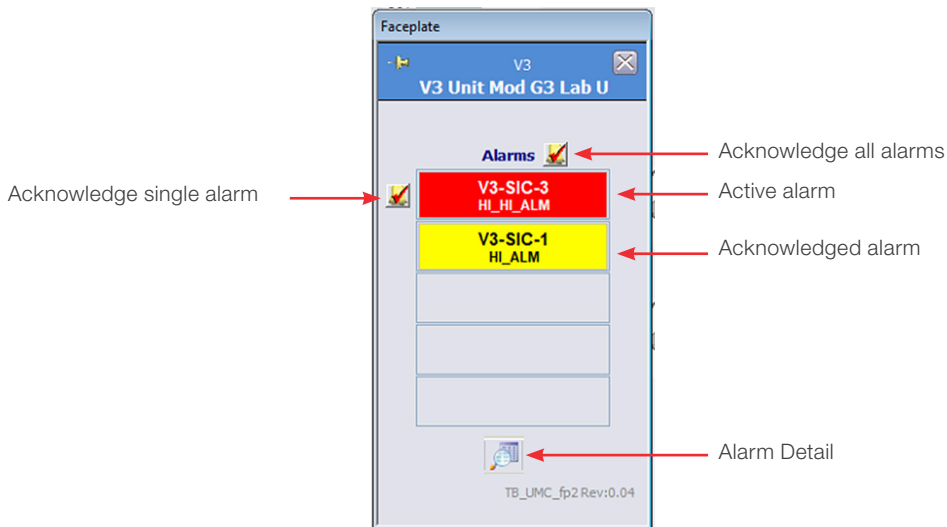 Faceplate
V3
V3 Unit Mod G3 Lab U
Alarms
Acknowledge all alarms
Acknowledge single alarm
V3-SIC-3
HI_HI_ALM
Active alarm
V3-SIC-1
HI_ALM
Acknowledged alarm
Alarm Detail
TB_UMC_fp2 Rev:0.04